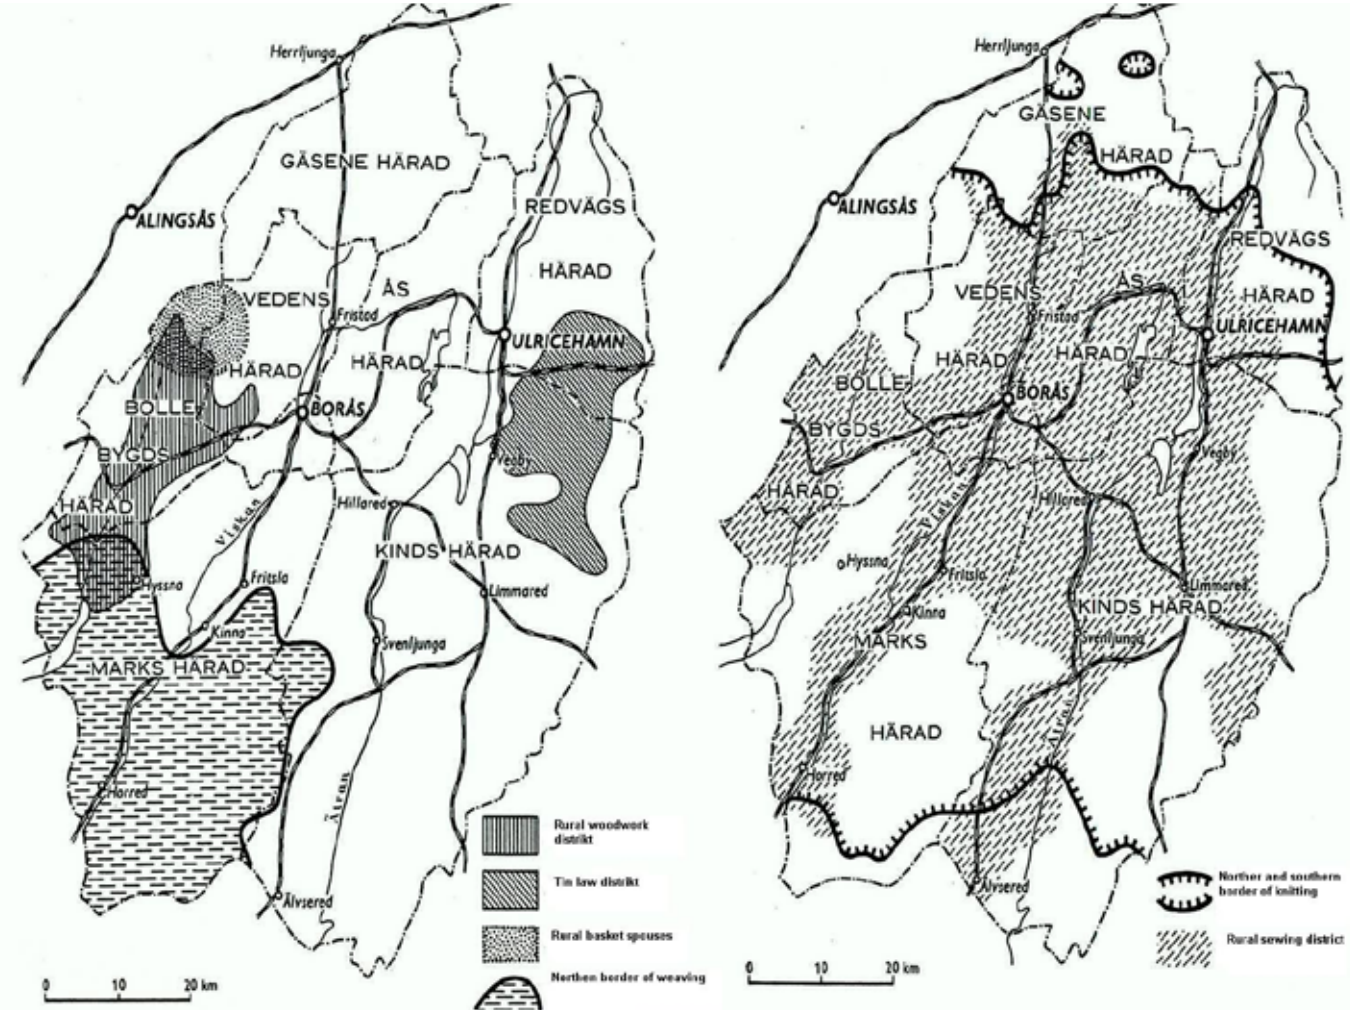 Herrljunga
GÄSENE HÄRAD
ALINGSÅS
REDVÄGS
HÄRAD
VEDENS
ÅS
Fristad
ULRICEHAMN
HÄRAD
HÄRAD
BOLLE
BORÅS
BYGDS
Vegby
HÄRAD
Viskan
Hillared
KINDS HÄRAD
Hyssna
Fritsla
Limmared
Kinna
Svenljunga
MARKS HÄRAD
Horred
Ätran
Älvsered
Rural woodwork
distrikt
Tin law distrikt
Rural basket spouses
Northen border of weaving
0 10 20 km
Herrljunga
GÄSENE
HÄRAD
ALINGSÅS
REDVÄGS
VEDENS
ÅS
HÄRAD
Fristad
ULRICEHAMN
HÄRAD
HÄRAD
BOLLE
BORÅS
BYGDS
Vegby
HÄRAD
Viskan
Hillared
Hyssna
Fritsla
Limmared
Kinna
KINDS HÄRAD
MARKS
Svenljunga
HÄRAD
Ätran
Horred
Älvsered
Norther and southern
border of knitting
Rural sewing district
0 10 20 km